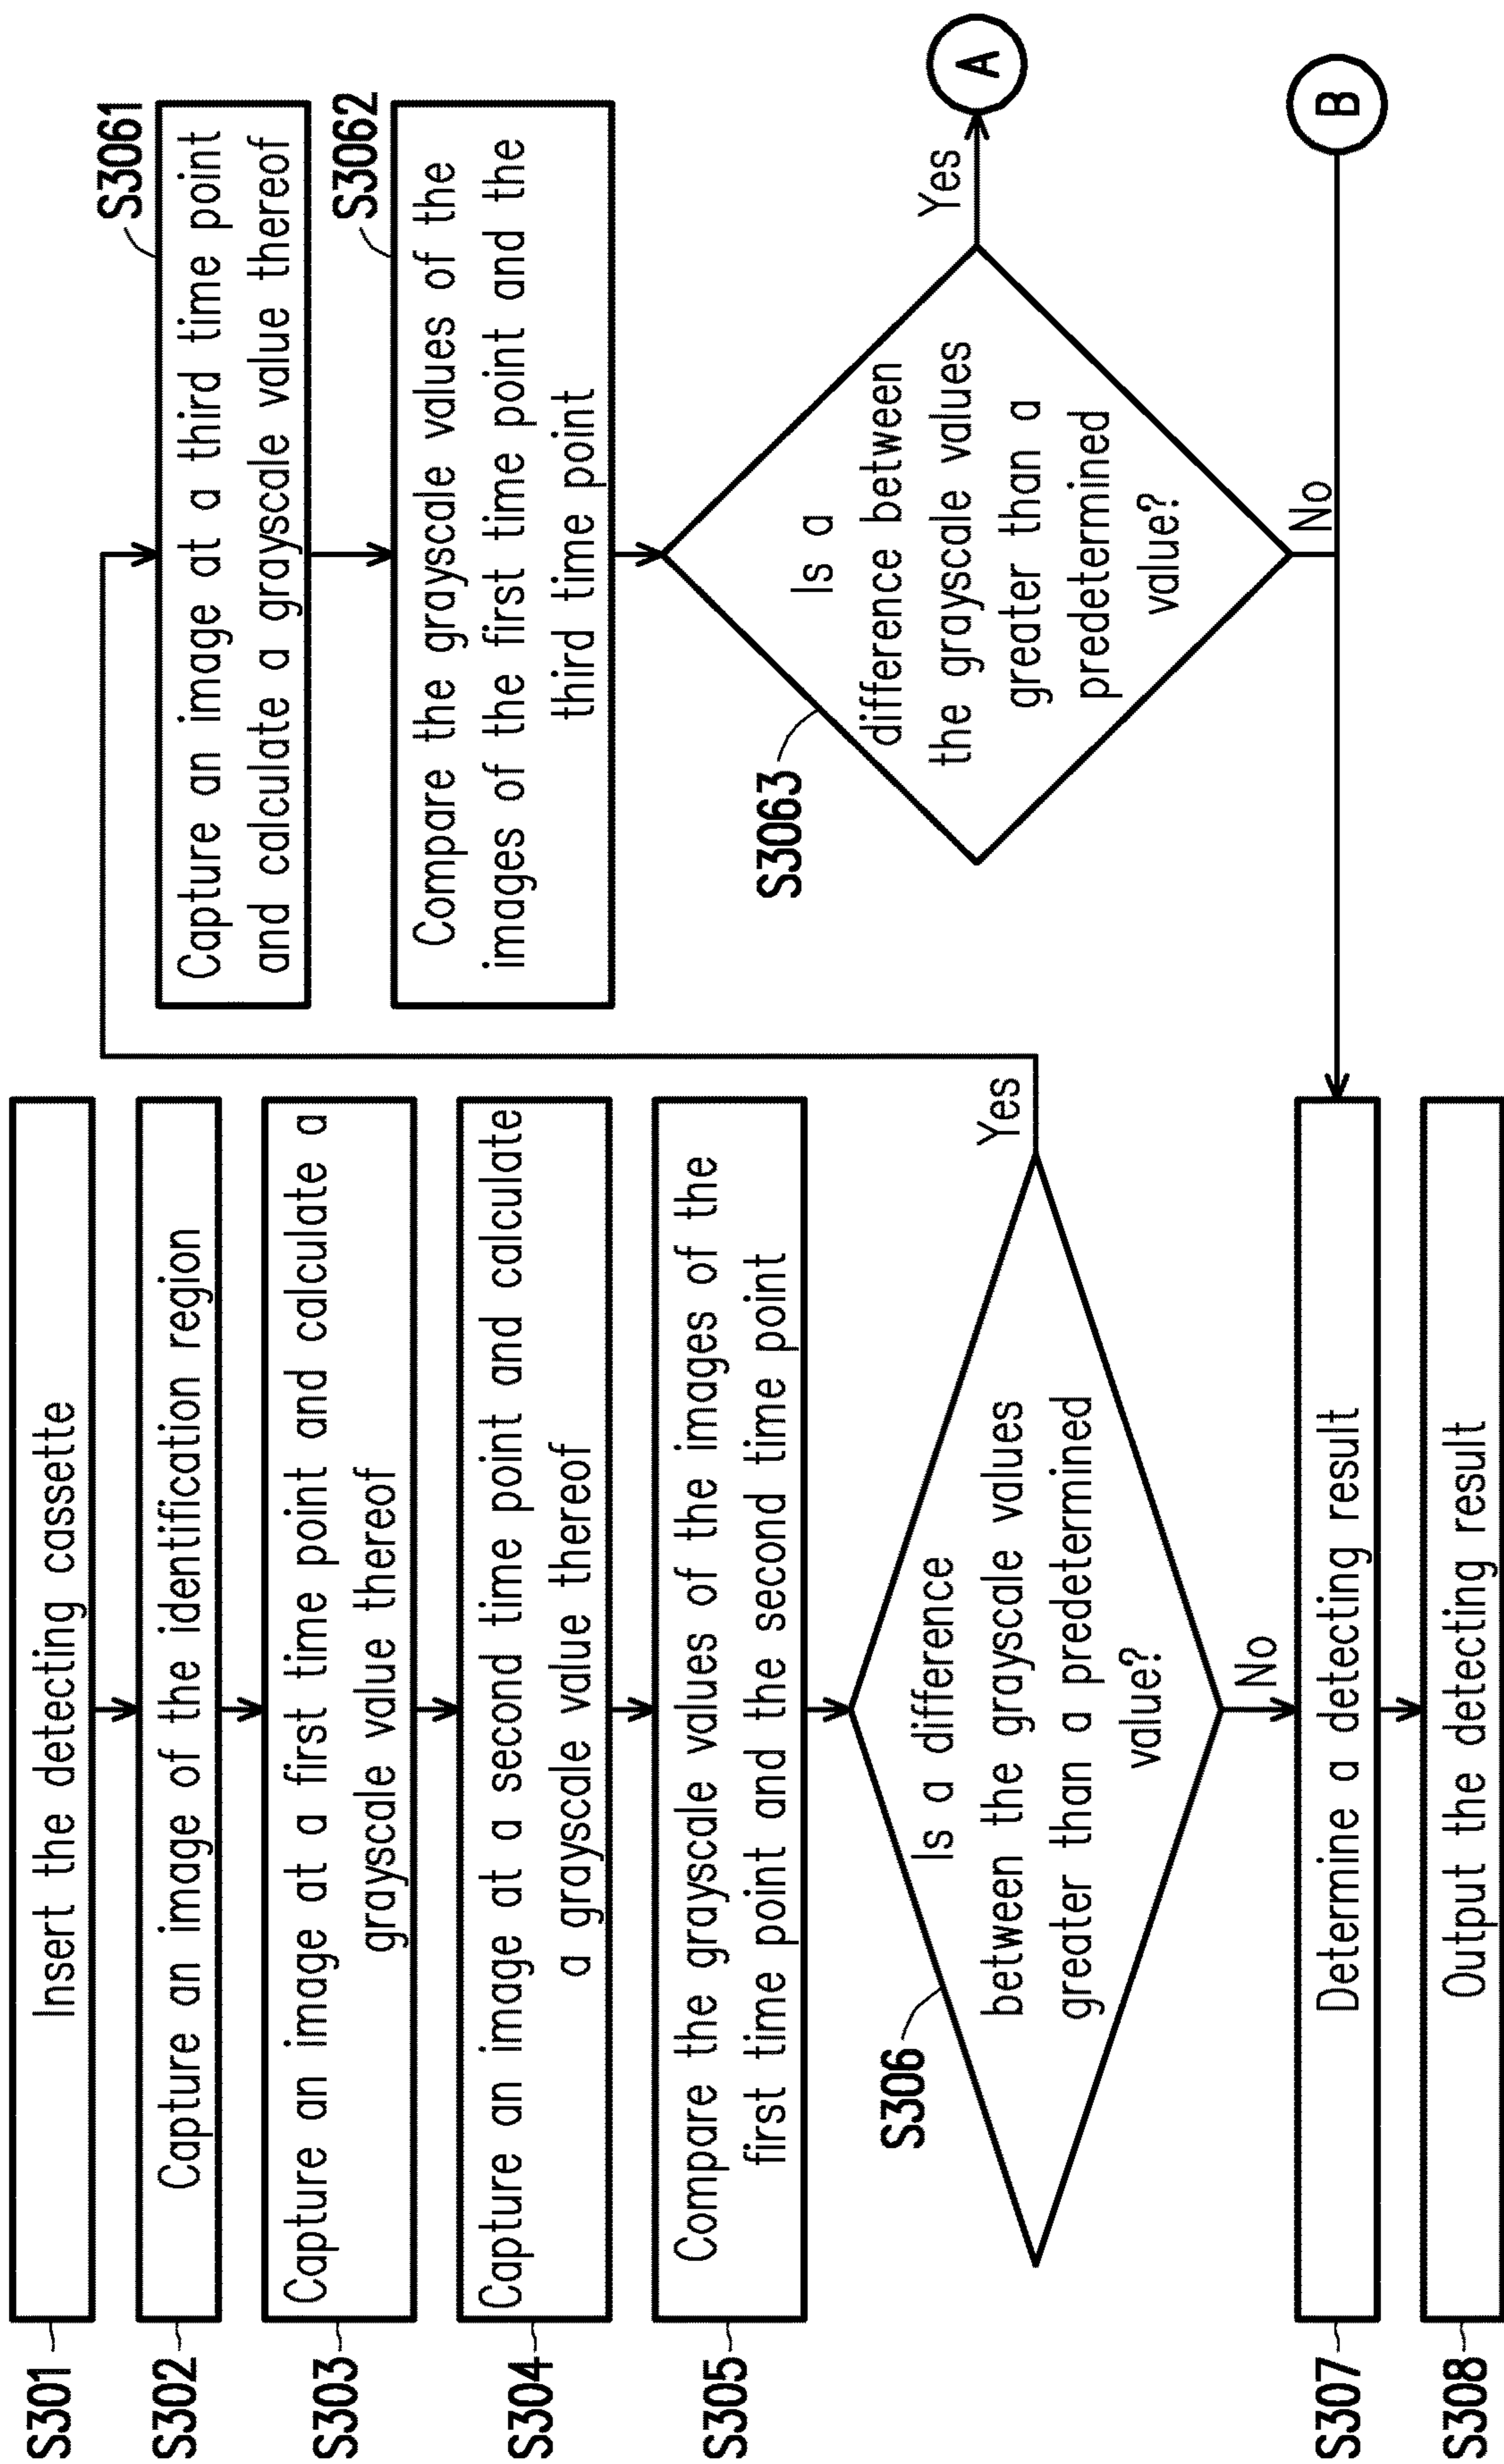 S301
Insert the detecting cassette
S302
Capture an image of the identification region
S303
Capture an image at a first time point and calculate a
grayscale value thereof
S304
Capture an image at a second time point and calculate
a grayscale value thereof
S305
Compare the grayscale values of the images of the
first time point and the second time point
S306
Is a difference
between the grayscale values
greater than a predetermined
value?
Yes
No
S307
Determine a detecting result
S308
Output the detecting result
S3061
Capture an image at a third time point
and calculate a grayscale value thereof
S3062
Compare the grayscale values of the
images of the first time point and the
third time point
S3063
Is a
difference between
the grayscale values
greater than a
predetermined
value?
Yes
A
No
B